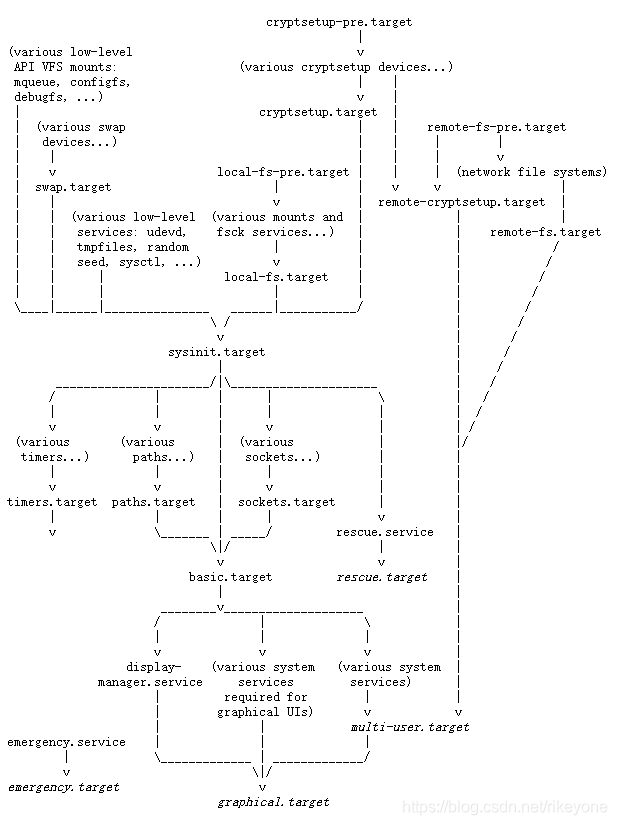 cryptsetup-pre.target
(various low-level
API VFS mounts:
mqueue, configfs,
debugfs, ...)
(various cryptsetup devices...)
cryptsetup.target
(various swap
devices...)
remote-fs-pre.target
swap.target
local-fs-pre.target
(network file systems)
remote-cryptsetup.target
(various low-level
services: udevd,
tmpfiles, random
seed, sysctl, ...)
(various mounts and
fsck services...)
remote-fs.target
local-fs.target
sysinit.target
(various
timers...)
(various
paths...)
(various
sockets...)
timers.target
paths.target
sockets.target
rescue.service
basic.target
rescue.target
display-
manager.service
(various system
services
required for
graphical UIs)
(various system
services)
multi-user.target
emergency.service
emergency.target
graphical.target
https://blog.csdn.net/rikeyone